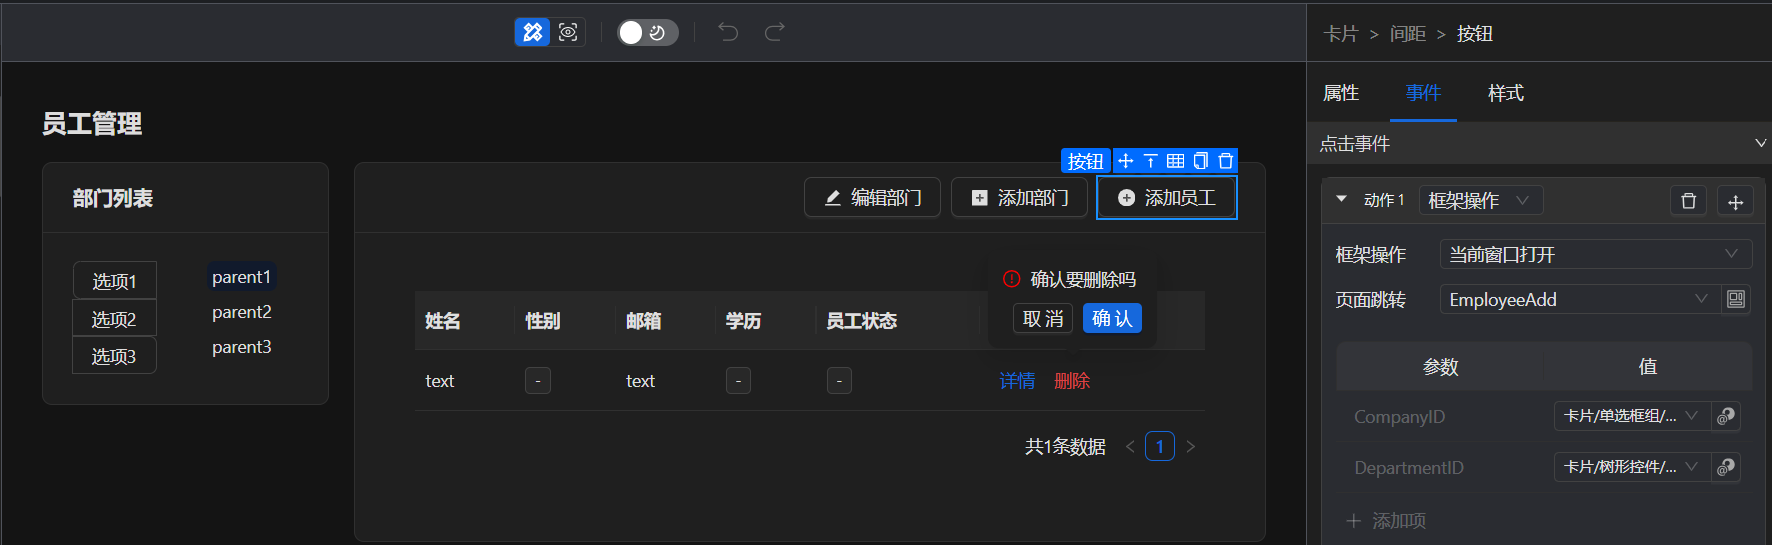 卡片 > 间距 > 按钮
属性 事件 样式
点击事件
动作 1 框架操作
框架操作 当前窗口打开
页面跳转 EmployeeAdd
参数 值
CompanyID 卡片/单选框组/...
DepartmentID 卡片/树形控件/...
添加项
员工管理
部门列表
选项1
选项2
选项3
parent1
parent2
parent3
按钮
编辑部门 添加部门 添加员工
确认要删除吗
取消 确认
姓名 性别 邮箱 学历 员工状态
text - text - - 详情 删除
共1条数据 < 1 >